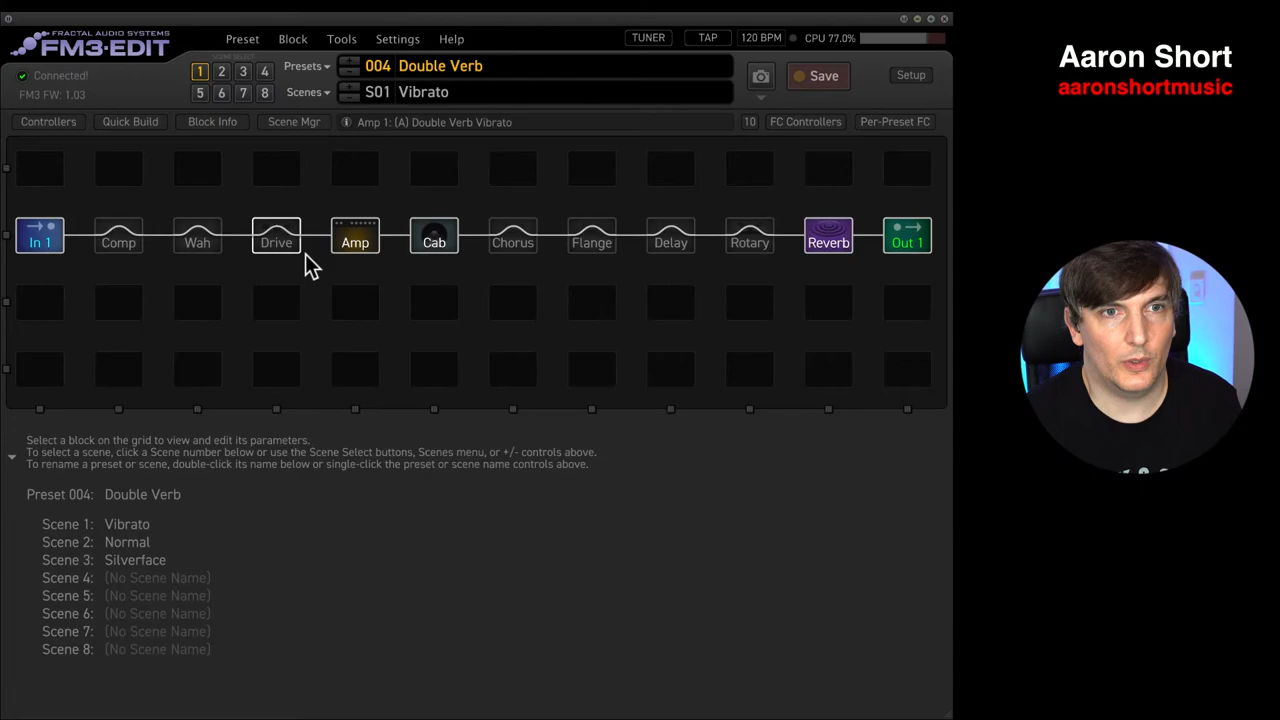 FRACTAL AUDIO SYSTEMS
FM3-EDIT
Preset Block Tools Settings Help
TUNER TAP 120 BPM CPU 77.0%
Aaron Short
aaronshortmusic
Connected!
FM3 FW: 1.03
SCENE SELECT
1 2 3 4
5 6 7 8
Presets
Scenes
004 Double Verb
S01 Vibrato
Save
Setup
Controllers Quick Build Block Info Scene Mgr
Amp 1: (A) Double Verb Vibrato
10 FC Controllers Per-Preset FC
In 1 Comp Wah Drive Amp Cab Chorus Flange Delay Rotary Reverb Out 1
Select a block on the grid to view and edit its parameters.
To select a scene, click a Scene number below or use the Scene Select buttons, Scenes menu, or +/- controls above.
To rename a preset or scene, double-click its name below or single-click the preset or scene name controls above.
Preset 004: Double Verb
Scene 1: Vibrato
Scene 2: Normal
Scene 3: Silverface
Scene 4: (No Scene Name)
Scene 5: (No Scene Name)
Scene 6: (No Scene Name)
Scene 7: (No Scene Name)
Scene 8: (No Scene Name)